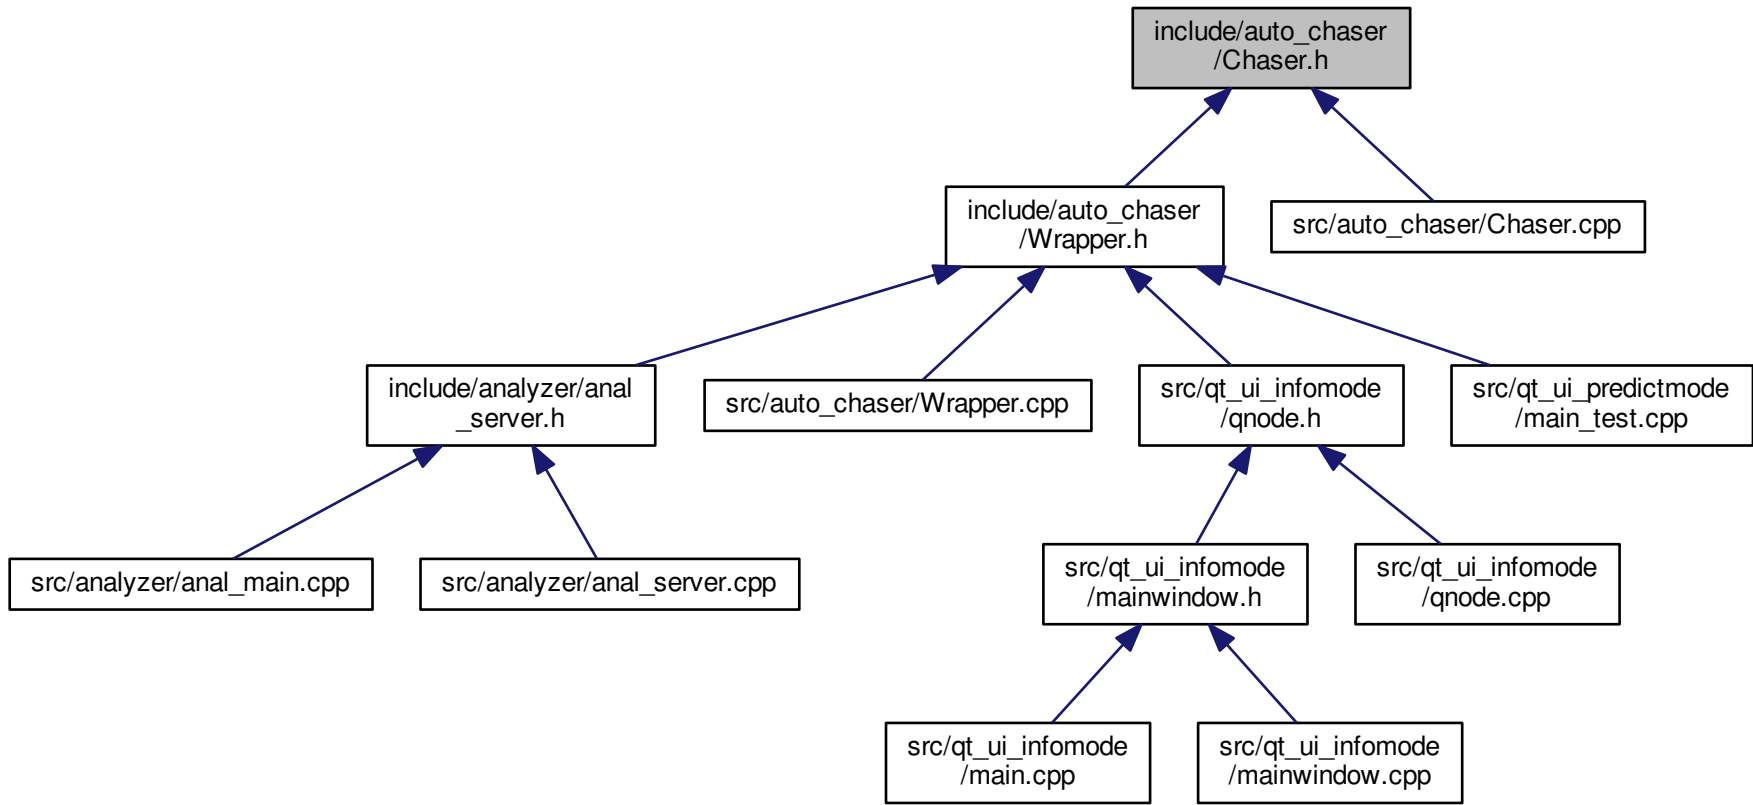 include/auto_chaser
/Chaser.h
include/auto_chaser
/Wrapper.h
src/auto_chaser/Chaser.cpp
include/analyzer/anal
_server.h
src/auto_chaser/Wrapper.cpp
src/qt_ui_infomode
/qnode.h
src/qt_ui_predictmode
/main_test.cpp
src/analyzer/anal_main.cpp
src/analyzer/anal_server.cpp
src/qt_ui_infomode
/mainwindow.h
src/qt_ui_infomode
/qnode.cpp
src/qt_ui_infomode
/main.cpp
src/qt_ui_infomode
/mainwindow.cpp